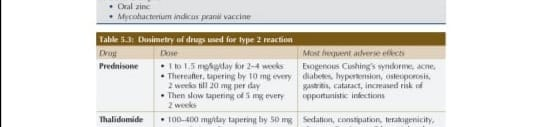 • Oral zinc
• Mycobacterium indicus pranii vaccine
Table 5.3: Dosimetry of drugs used for type 2 reaction
Drug Dose Most frequent adverse effects
Prednisone • 1 to 1.5 mg/kg/day for 2–4 weeks Exogenous Cushing's syndorme, acne,
• Thereafter, tapering by 10 mg every diabetes, hypertension, osteoporosis,
2 weeks till 20 mg per day gastritis, cataract, increased risk of
• Then slow tapering of 5 mg every opportunistic infections
2 weeks
Thalidomide • 100–400 mg/day tapering by 50 mg Sedation, constipation, teratogenicity,